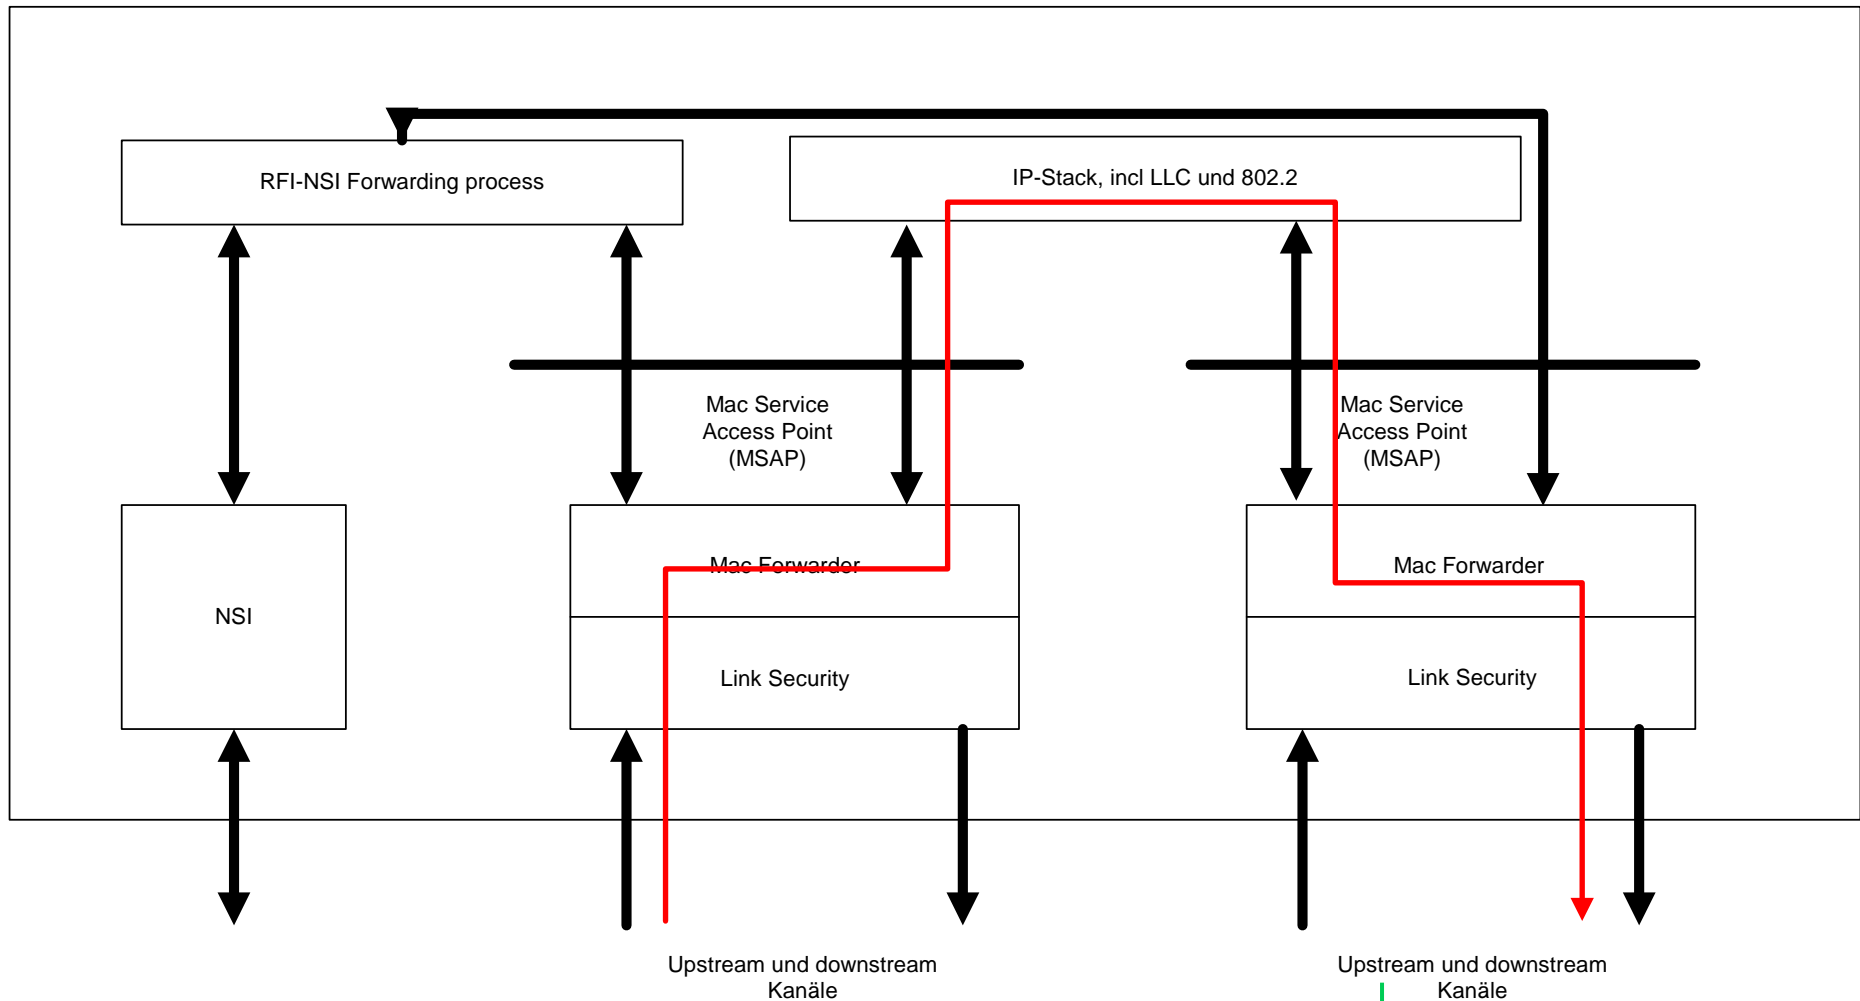 RFI-NSI Forwarding process
IP-Stack, incl LLC und 802.2
Mac Service
Access Point
(MSAP)
Mac Service
Access Point
(MSAP)
NSI
Mac Forwarder
Link Security
Mac Forwarder
Link Security
Upstream und downstream
Kanäle
Upstream und downstream
Kanäle